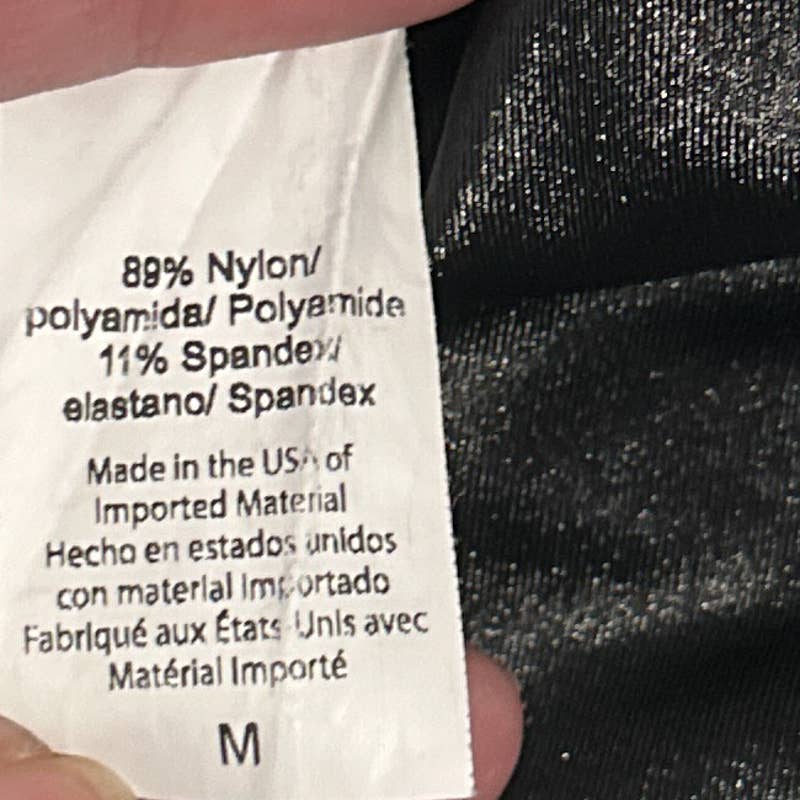 89% Nylon/
polyamida/ Polyamide
11% Spandex/
elastano/ Spandex
Made in the USA of
Imported Material
Hecho en estados unidos
con material Importado
Fabriqué aux États-Unis avec
Matérial Importé
M